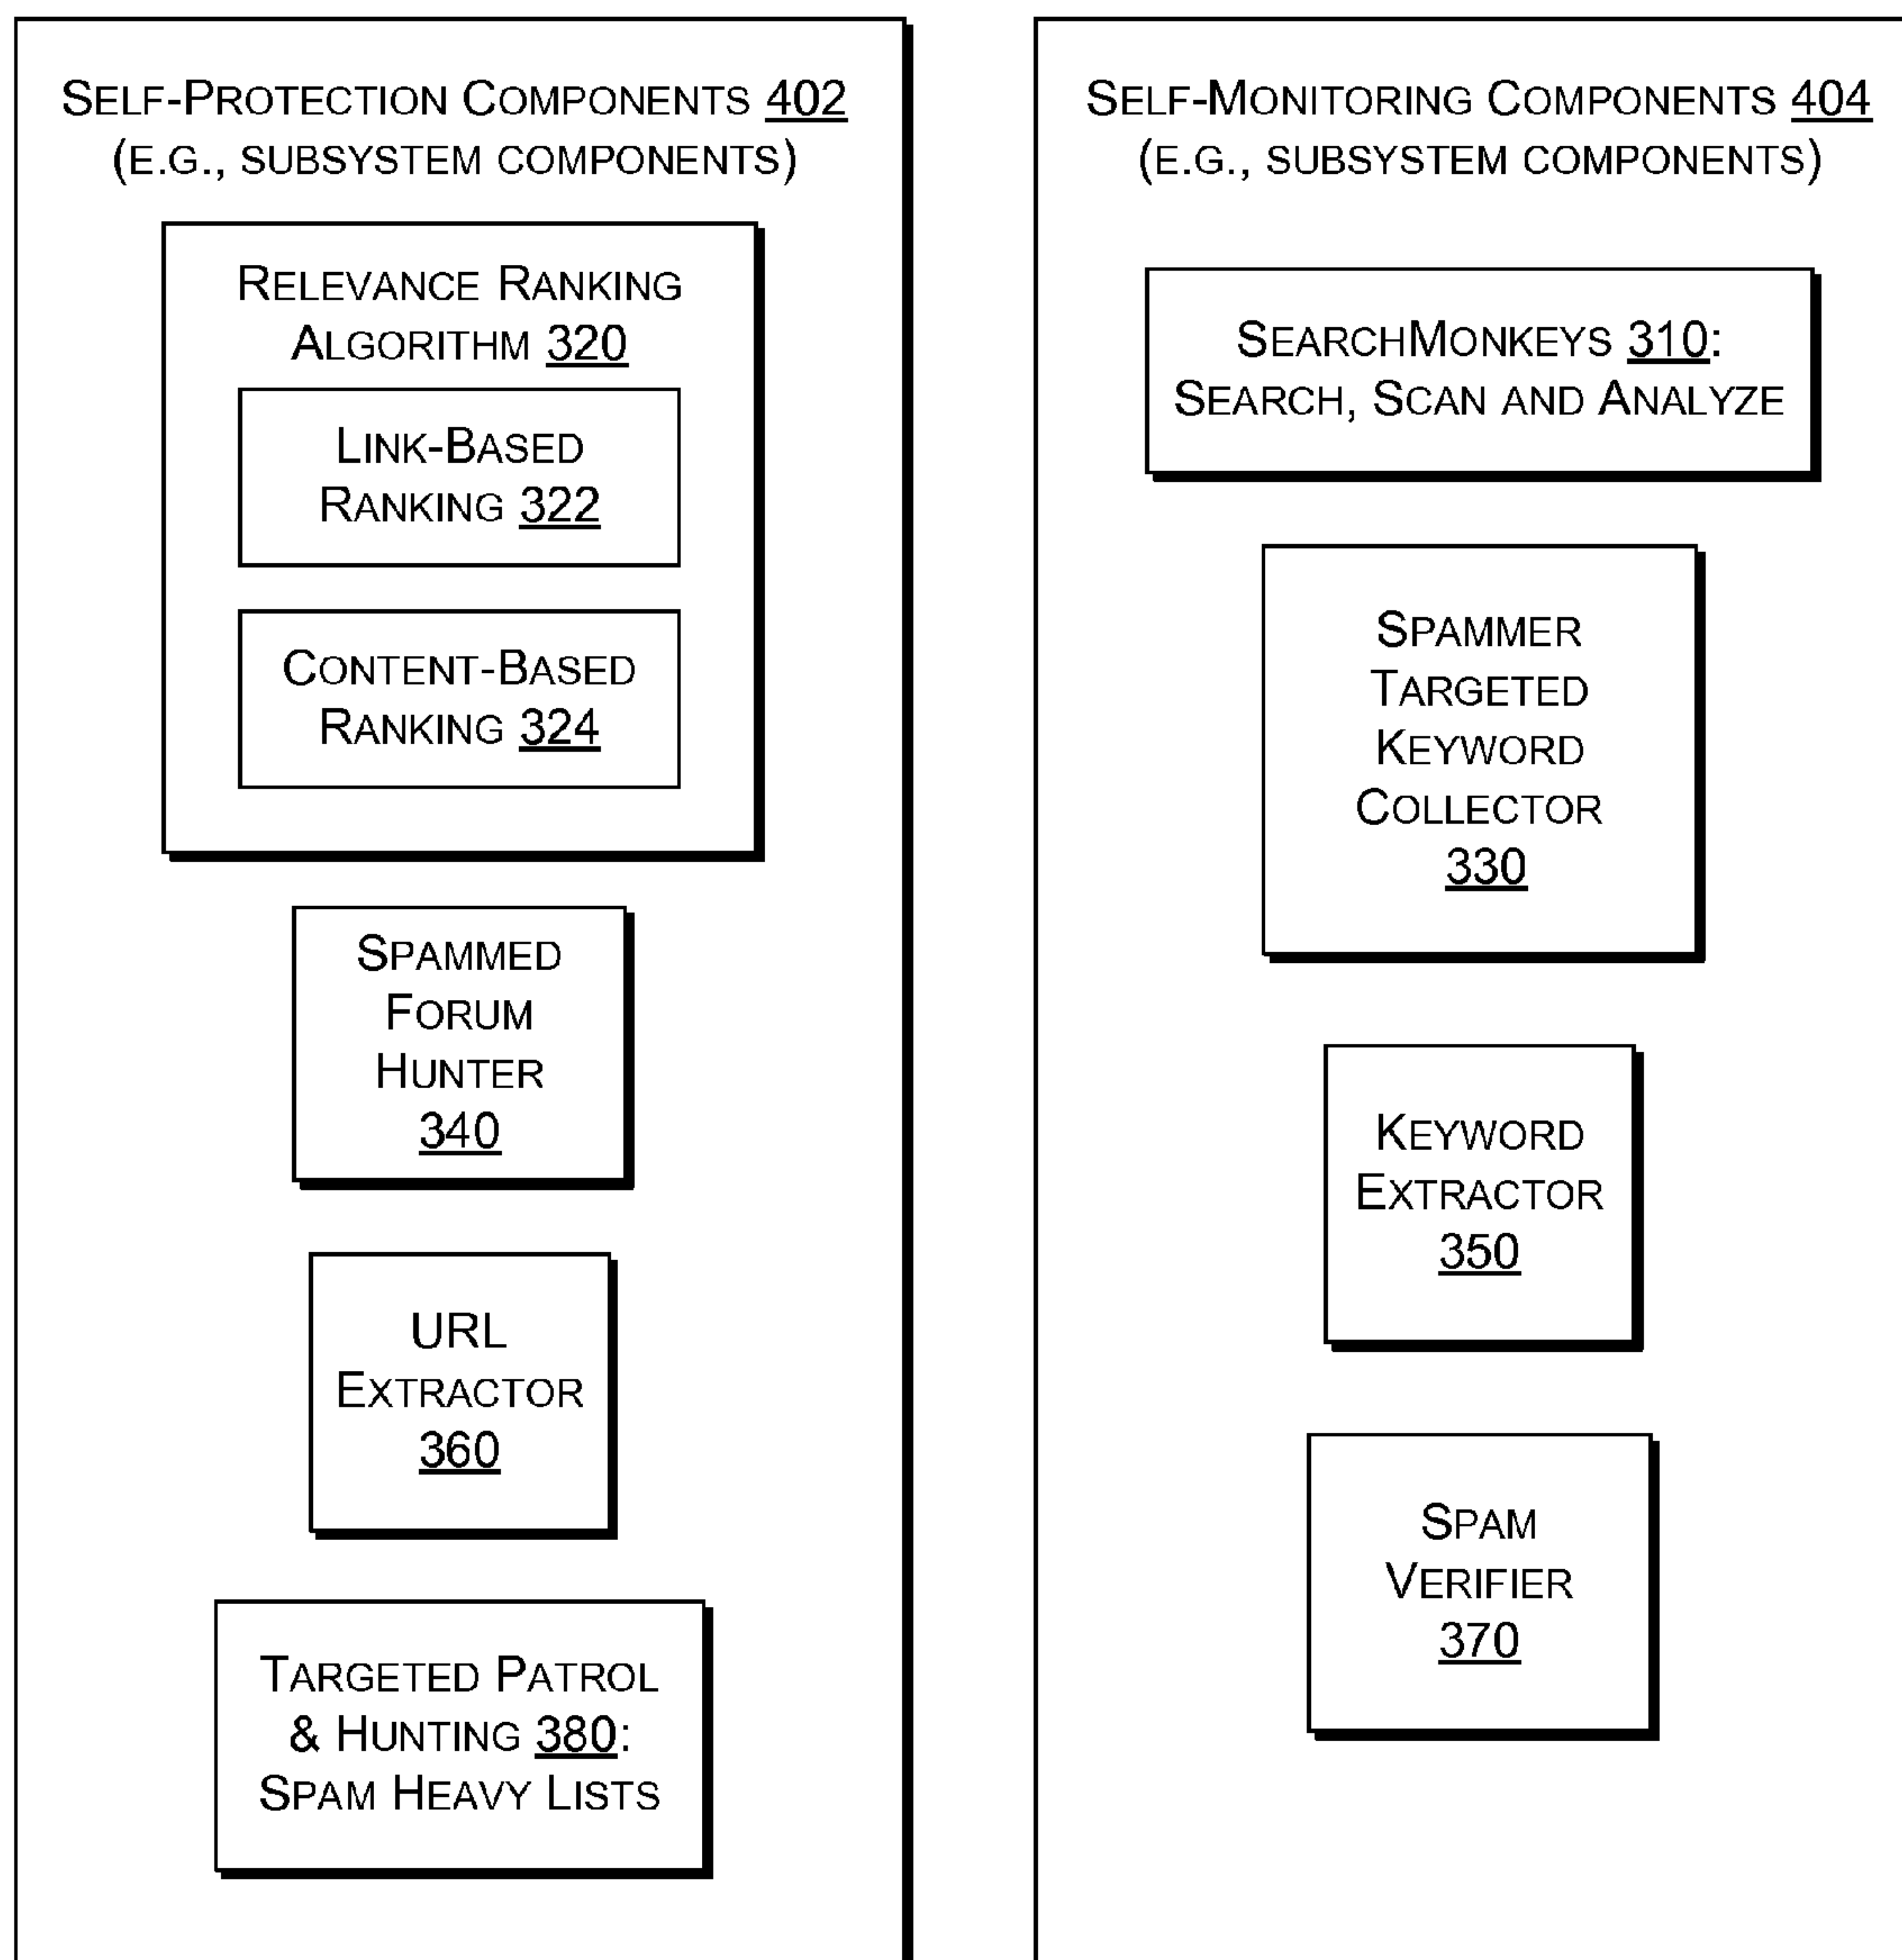 SELF-PROTECTION COMPONENTS 402
(E.G., SUBSYSTEM COMPONENTS)
RELEVANCE RANKING
ALGORITHM 320
LINK-BASED
RANKING 322
CONTENT-BASED
RANKING 324
SPAMMED
FORUM
HUNTER
340
URL
EXTRACTOR
360
TARGETED PATROL
& HUNTING 380:
SPAM HEAVY LISTS
SELF-MONITORING COMPONENTS 404
(E.G., SUBSYSTEM COMPONENTS)
SEARCHMONKEYS 310:
SEARCH, SCAN AND ANALYZE
SPAMMER
TARGETED
KEYWORD
COLLECTOR
330
KEYWORD
EXTRACTOR
350
SPAM
VERIFIER
370